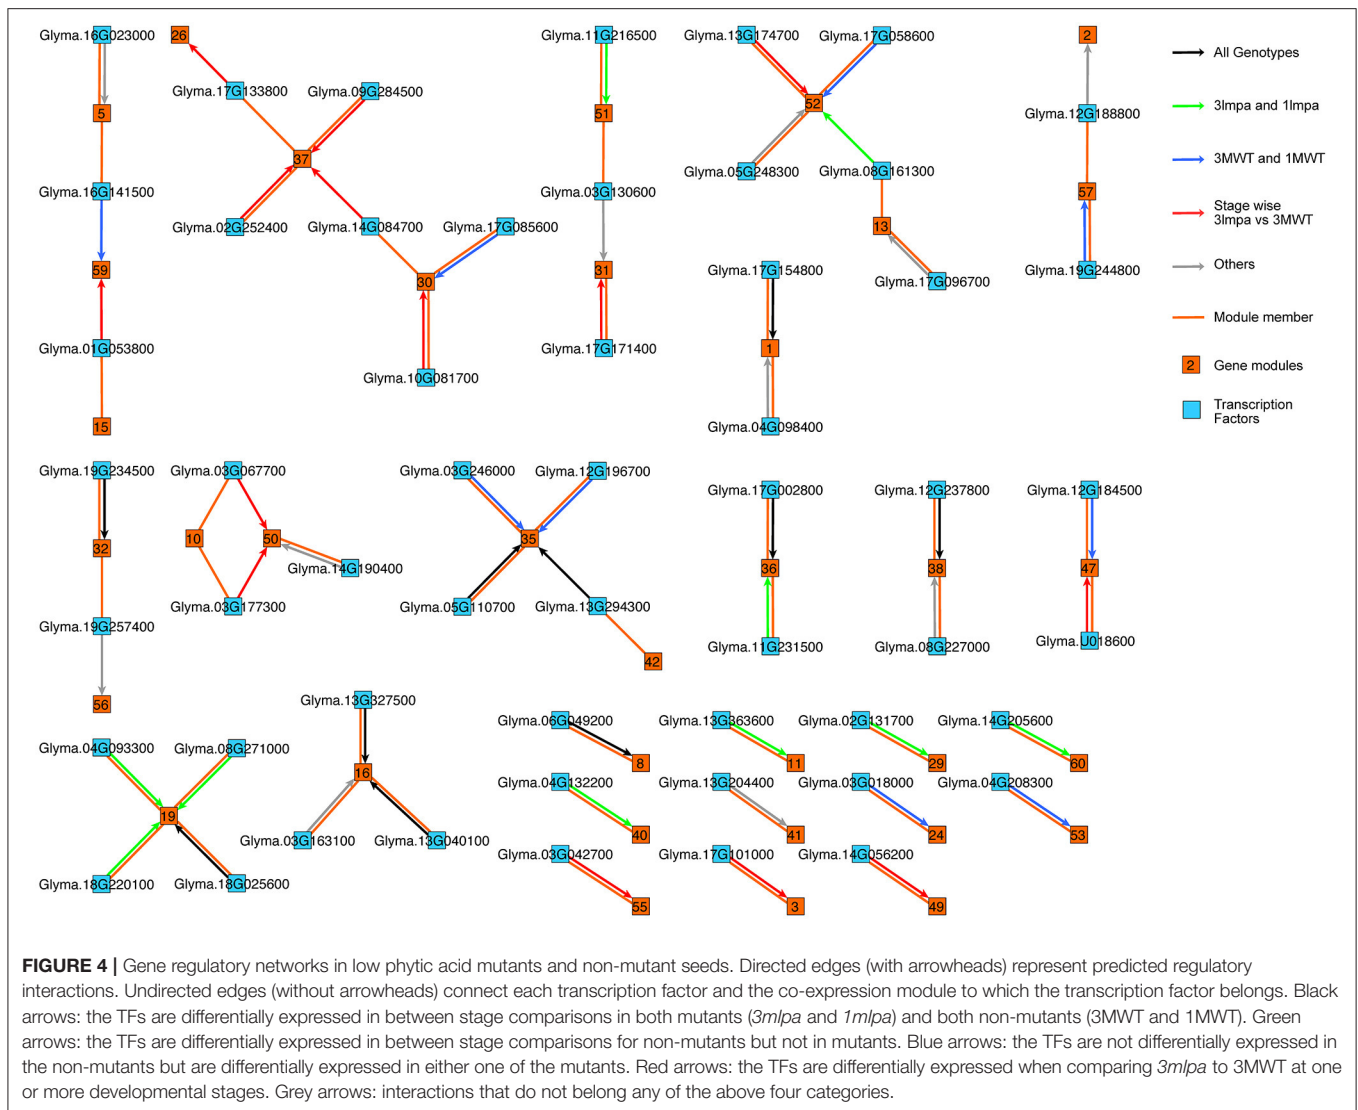 Glyma.16G023000
26
Glyma.11G216500
Glyma.13G174700
Glyma.17G058600
2
All Genotypes
Glyma.17G133800
Glyma.09G284500
5
51
52
Glyma.12G188800
3lmpa and 1lmpa
37
3MWT and 1MWT
Glyma.16G141500
Glyma.03G130600
Glyma.05G248300
Glyma.08G161300
57
Stage wise
3lmpa vs 3MWT
Glyma.02G252400
Glyma.14G084700
Glyma.17G085600
13
59
30
31
Glyma.17G154800
Glyma.17G096700
Glyma.19G244800
Others
Module member
Glyma.01G053800
Glyma.10G081700
Glyma.17G171400
1
2
Gene modules
15
Glyma.04G098400
Transcription
Factors
Glyma.19G234500
Glyma.03G067700
Glyma.03G246000
Glyma.12G196700
Glyma.17G002800
Glyma.12G237800
Glyma.12G184500
32
10
50
35
Glyma.14G190400
36
38
47
Glyma.03G177300
Glyma.05G110700
Glyma.13G294300
Glyma.19G257400
Glyma.11G231500
Glyma.08G227000
Glyma.U018600
42
56
Glyma.13G327500
Glyma.04G093300
Glyma.08G271000
16
19
Glyma.03G163100
Glyma.13G040100
Glyma.18G220100
Glyma.18G025600
Glyma.06G049200
Glyma.13G363600
Glyma.02G131700
Glyma.14G205600
8
11
29
60
Glyma.04G132200
Glyma.13G204400
Glyma.03G018000
Glyma.04G208300
40
41
24
53
Glyma.03G042700
Glyma.17G101000
Glyma.14G056200
55
3
49
FIGURE 4 | Gene regulatory networks in low phytic acid mutants and non-mutant seeds. Directed edges (with arrowheads) represent predicted regulatory
interactions. Undirected edges (without arrowheads) connect each transcription factor and the co-expression module to which the transcription factor belongs. Black
arrows: the TFs are differentially expressed in between stage comparisons in both mutants (3mlpa and 1mlpa) and both non-mutants (3MWT and 1MWT). Green
arrows: the TFs are differentially expressed in between stage comparisons for non-mutants but not in mutants. Blue arrows: the TFs are not differentially expressed in
the non-mutants but are differentially expressed in either one of the mutants. Red arrows: the TFs are differentially expressed when comparing 3mlpa to 3MWT at one
or more developmental stages. Grey arrows: interactions that do not belong any of the above four categories.